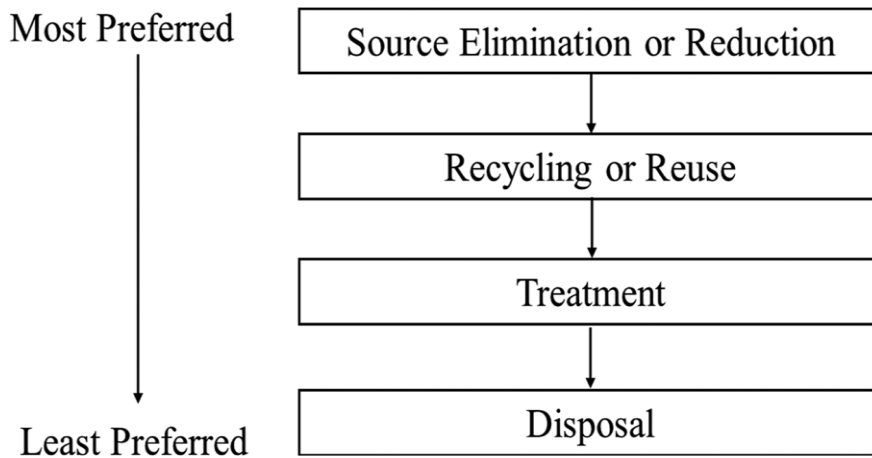 Most Preferred
Source Elimination or Reduction
Recycling or Reuse
Treatment
Disposal
Least Preferred